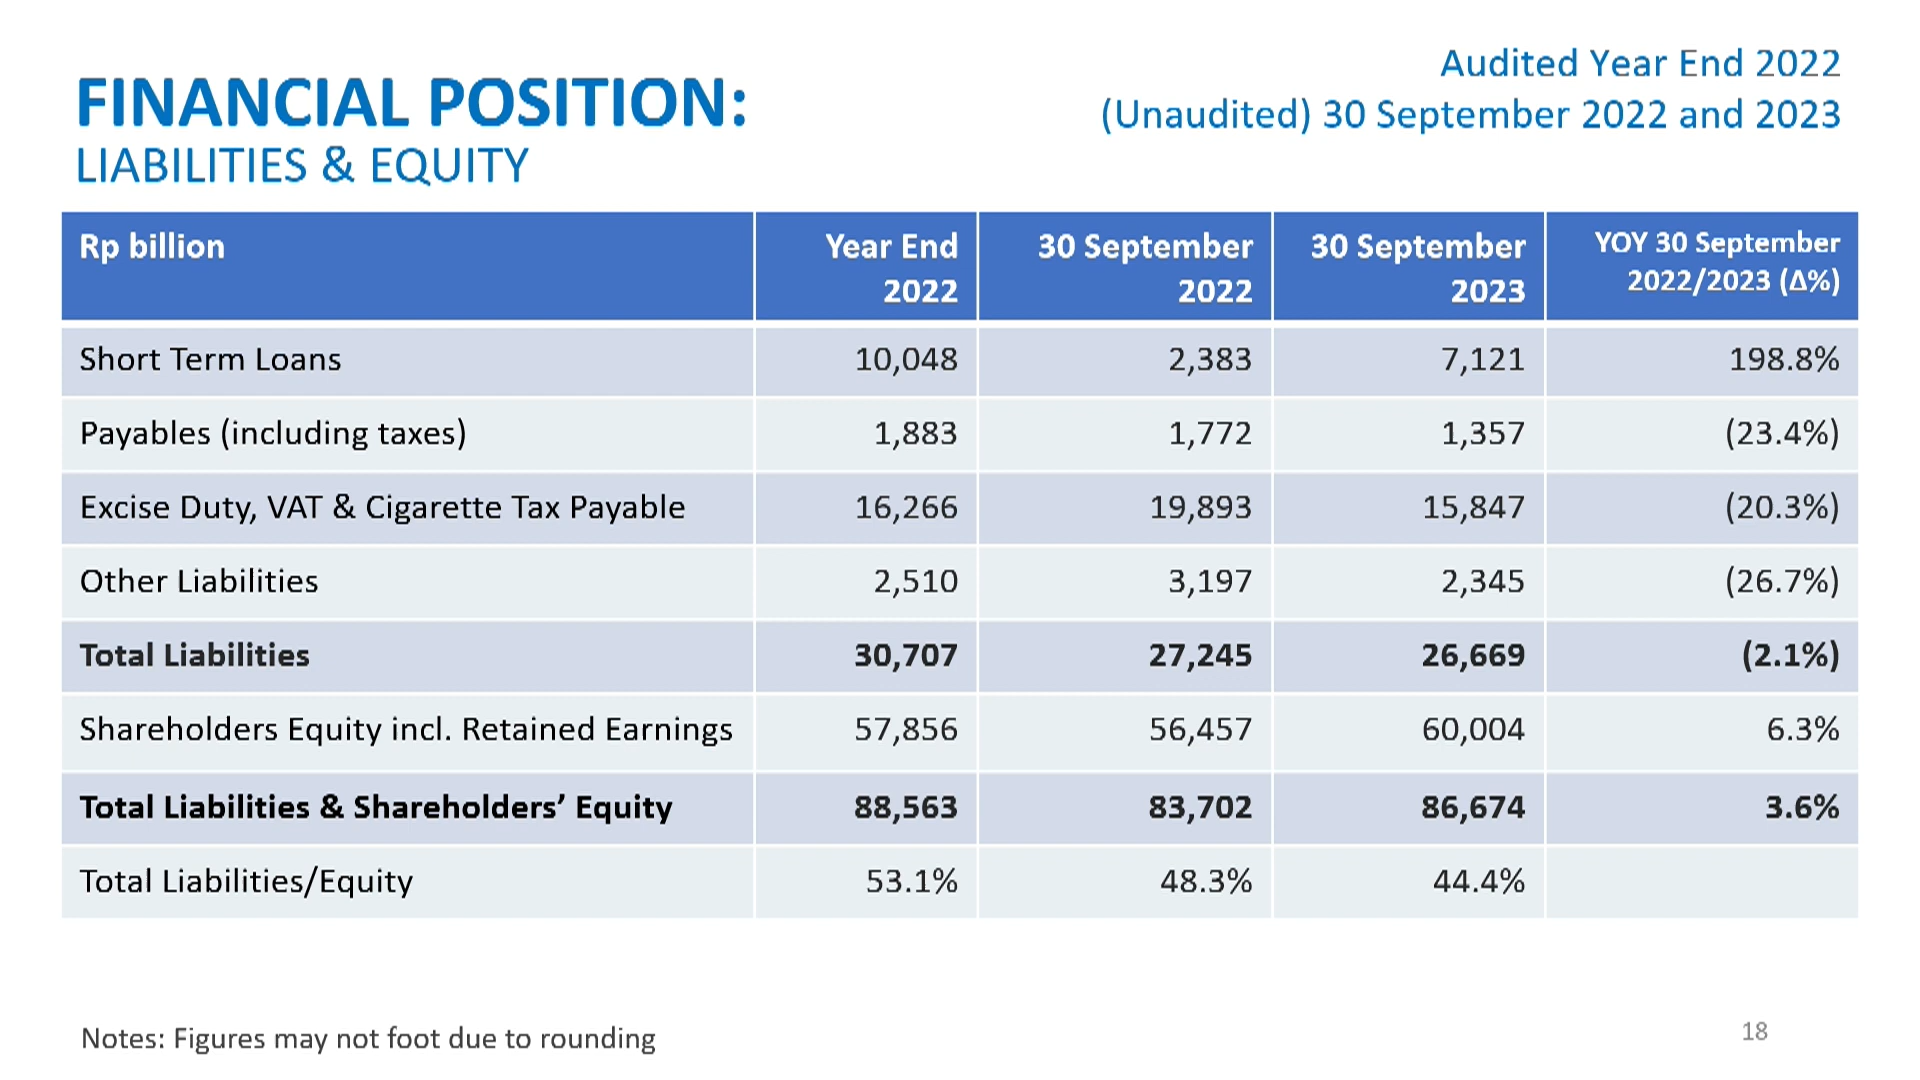 FINANCIAL POSITION:
LIABILITIES & EQUITY
Audited Year End 2022
(Unaudited) 30 September 2022 and 2023
Rp billion
Year End 2022
30 September 2022
30 September 2023
YOY 30 September 2022/2023 (Δ%)
Short Term Loans 10,048 2,383 7,121 198.8%
Payables (including taxes) 1,883 1,772 1,357 (23.4%)
Excise Duty, VAT & Cigarette Tax Payable 16,266 19,893 15,847 (20.3%)
Other Liabilities 2,510 3,197 2,345 (26.7%)
Total Liabilities 30,707 27,245 26,669 (2.1%)
Shareholders Equity incl. Retained Earnings 57,856 56,457 60,004 6.3%
Total Liabilities & Shareholders’ Equity 88,563 83,702 86,674 3.6%
Total Liabilities/Equity 53.1% 48.3% 44.4%
Notes: Figures may not foot due to rounding
18